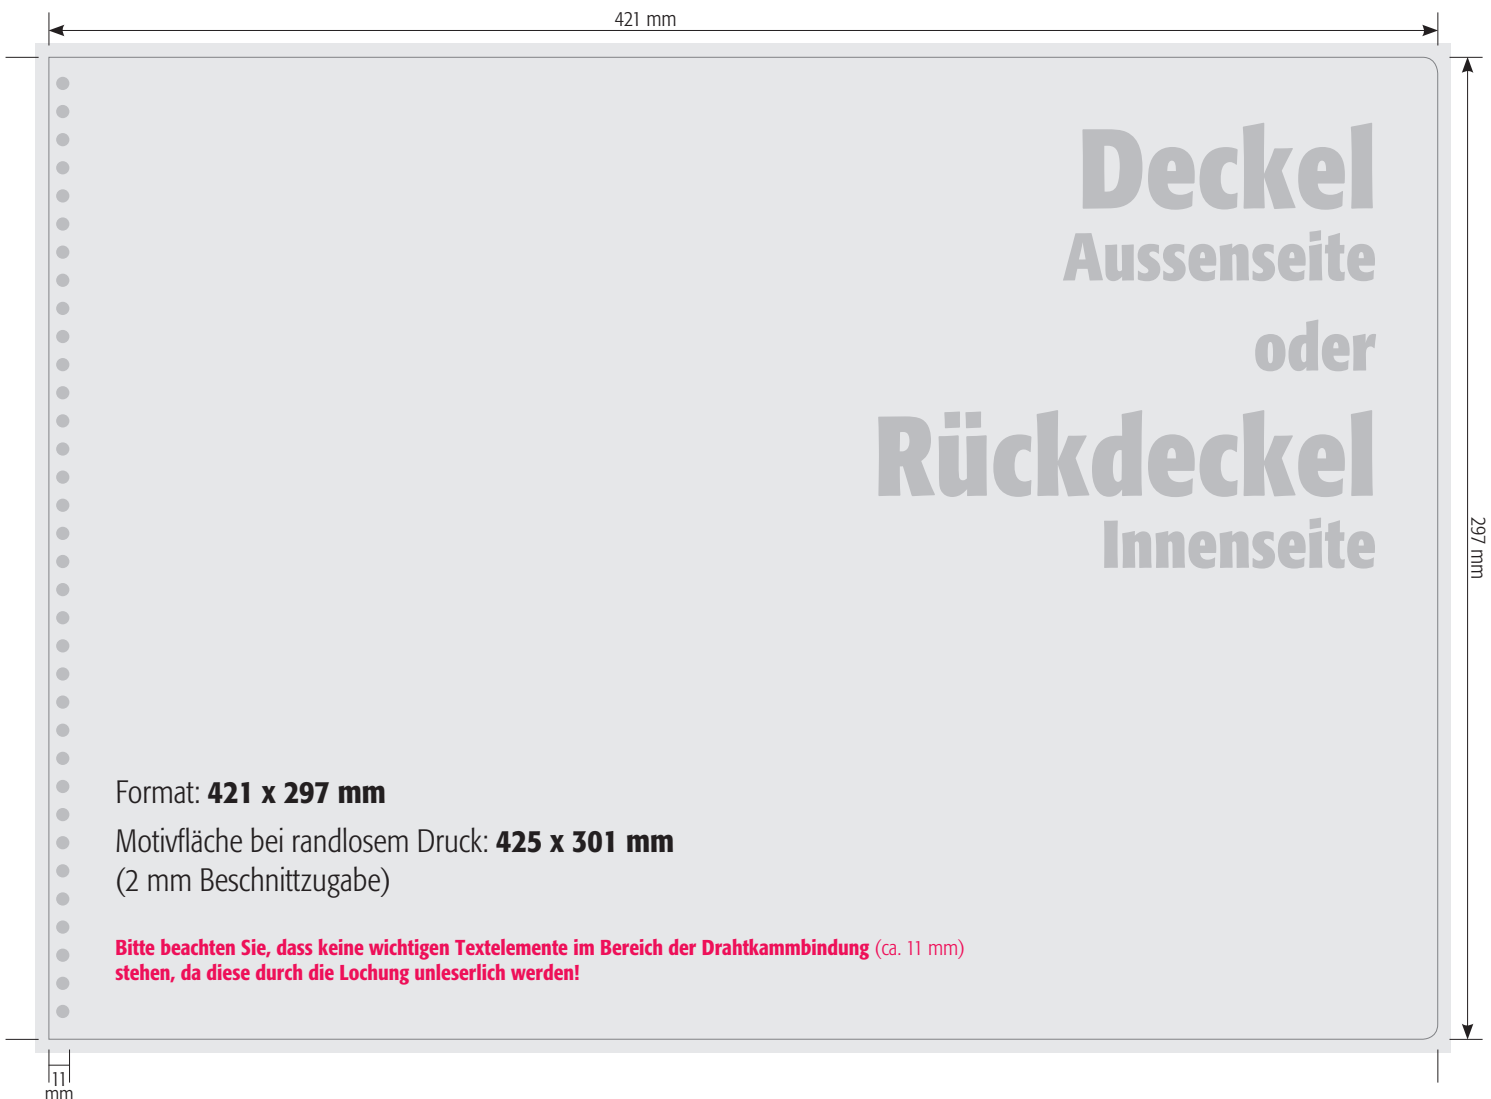 421 mm
Deckel
Aussenseite
oder
Rückdeckel
Innenseite
297 mm
Format: 421 x 297 mm
Motivfläche bei randlosem Druck: 425 x 301 mm
(2 mm Beschnittzugabe)
Bitte beachten Sie, dass keine wichtigen Textelemente im Bereich der Drahtkammbindung (ca. 11 mm)
stehen, da diese durch die Lochung unleserlich werden!
11
mm